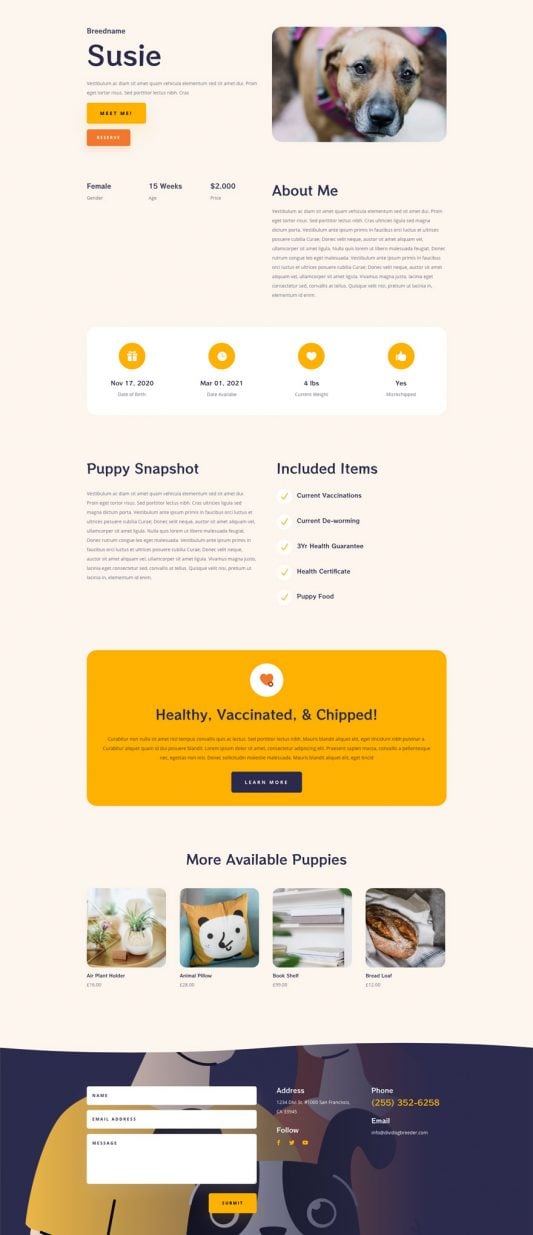 Breedname
Susie
Vestibulum ac diam sit amet quam vehicula elementum sed sit amet dui. Proin
eget tortor risus. Sed porttitor lectus nibh. Cras
MEET ME!
RESERVE
Female
Gender
15 Weeks
Age
$2,000
Price
About Me
Vestibulum ac diam sit amet quam vehicula elementum sed sit amet dui. Proin
eget tortor risus. Sed porttitor lectus nibh. Cras ultricies ligula sed magna
dictum porta. Vestibulum ante ipsum primis in faucibus orci luctus et ultrices
posuere cubilia Curae; Donec velit neque, auctor sit amet aliquam vel,
ullamcorper sit amet ligula. Nulla quis lorem ut libero malesuada feugiat. Donec
rutrum congue leo eget malesuada. Vestibulum ante ipsum primis in faucibus
orci luctus et ultrices posuere cubilia Curae; Donec velit neque, auctor sit amet
aliquam vel, ullamcorper sit amet ligula. Vivamus magna justo, lacinia eget
consectetur sed, convallis at tellus. Quisque velit nisi, pretium ut lacinia in,
elementum id enim.
Nov 17, 2020
Date of Birth
Mar 01, 2021
Date Available
4 lbs
Current Weight
Yes
Microchipped
Puppy Snapshot
Vestibulum ac diam sit amet quam vehicula elementum sed sit amet dui.
Proin eget tortor risus. Sed porttitor lectus nibh. Cras ultricies ligula sed
magna dictum porta. Vestibulum ante ipsum primis in faucibus orci luctus et
ultrices posuere cubilia Curae; Donec velit neque, auctor sit amet aliquam vel,
ullamcorper sit amet ligula. Nulla quis lorem ut libero malesuada feugiat.
Donec rutrum congue leo eget malesuada. Vestibulum ante ipsum primis in
faucibus orci luctus et ultrices posuere cubilia Curae; Donec velit neque,
auctor sit amet aliquam vel, ullamcorper sit amet ligula. Vivamus magna justo,
lacinia eget consectetur sed, convallis at tellus. Quisque velit nisi, pretium ut
lacinia in, elementum id enim.
Included Items
Current Vaccinations
Current De-worming
3Yr Health Guarantee
Health Certificate
Puppy Food
Healthy, Vaccinated, & Chipped!
Curabitur non nulla sit amet nisl tempus convallis quis ac lectus. Sed porttitor lectus nibh. Mauris blandit aliquet elit, eget tincidunt nibh pulvinar a.
Curabitur aliquet quam id dui posuere blandit. Lorem ipsum dolor sit amet, consectetur adipiscing elit. Praesent sapien massa, convallis a pellentesque
nec, egestas non nisi. Donec sollicitudin molestie malesuada. Mauris blandit aliquet elit, eget tincid
LEARN MORE
More Available Puppies
Air Plant Holder
£16.00
Animal Pillow
£28.00
Book Shelf
£99.00
Bread Loaf
£12.00
NAME
EMAIL ADDRESS
MESSAGE
SUBMIT
Address
1234 Divi St. #1000 San Francisco,
CA 33945
Follow
Phone
(255) 352-6258
Email
info@dividogbreeder.com